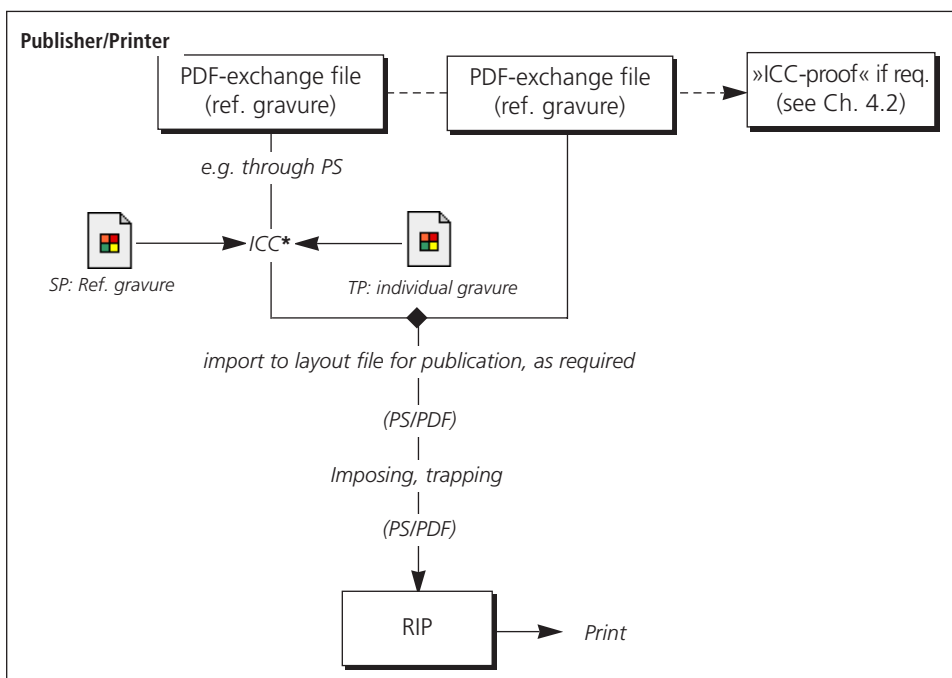 Publisher/Printer
PDF-exchange file
(ref. gravure)
PDF-exchange file
(ref. gravure)
»ICC-proof« if req.
(see Ch. 4.2)
e.g. through PS
ICC*
SP: Ref. gravure
TP: individual gravure
import to layout file for publication, as required
(PS/PDF)
Imposing, trapping
(PS/PDF)
RIP
Print